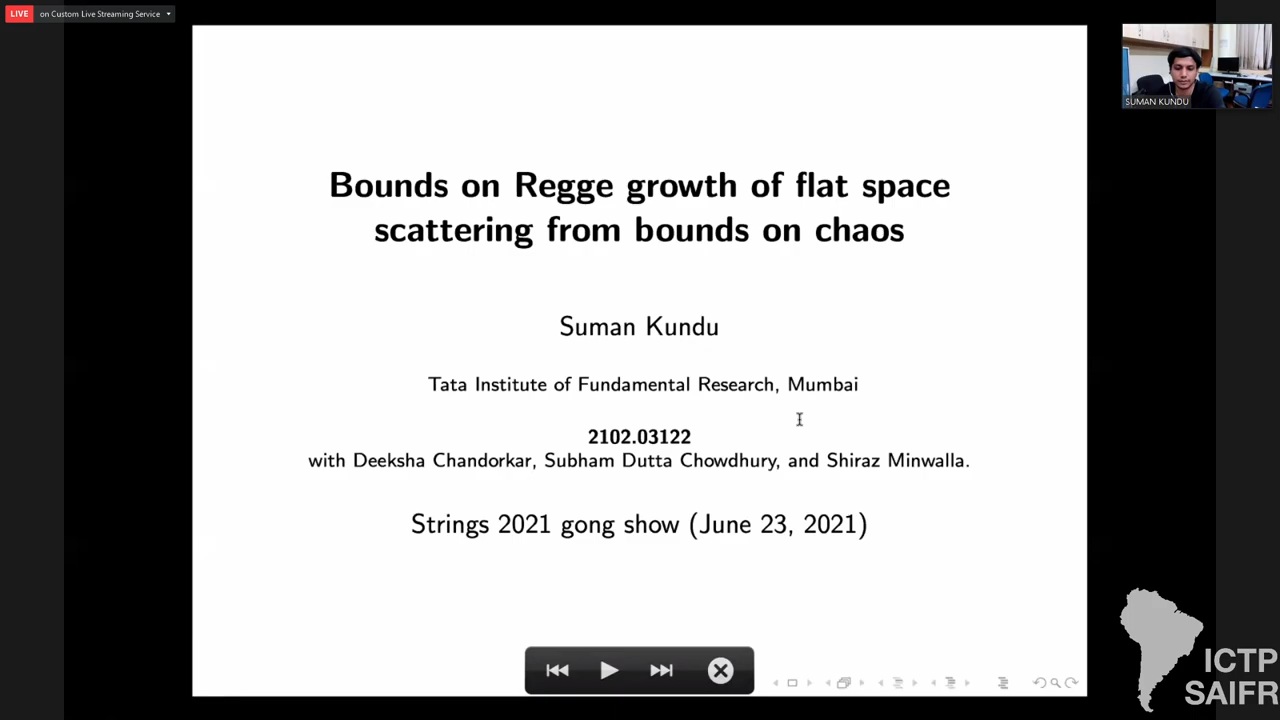 LIVE on Custom Live Streaming Service
SUMAN KUNDU
Bounds on Regge growth of flat space
scattering from bounds on chaos
Suman Kundu
Tata Institute of Fundamental Research, Mumbai
2102.03122
with Deeksha Chandorkar, Subham Dutta Chowdhury, and Shiraz Minwalla.
Strings 2021 gong show (June 23, 2021)
ICTP
SAIFR